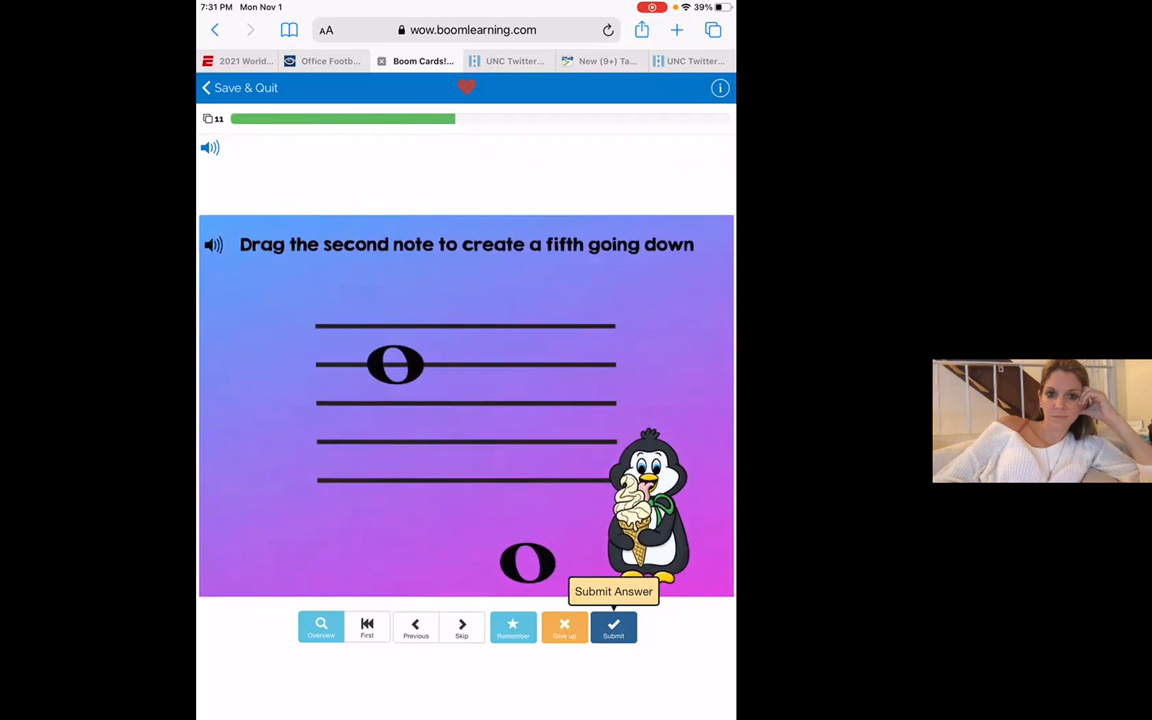 7:31 PM Mon Nov 1
39%
AA
wow.boomlearning.com
2021 World...
Office Footb...
Boom Cards!...
UNC Twitter...
New (9+) Ta...
UNC Twitter...
Save & Quit
11
Drag the second note to create a fifth going down
Submit Answer
Overview
First
Previous
Skip
Remember
Give up
Submit